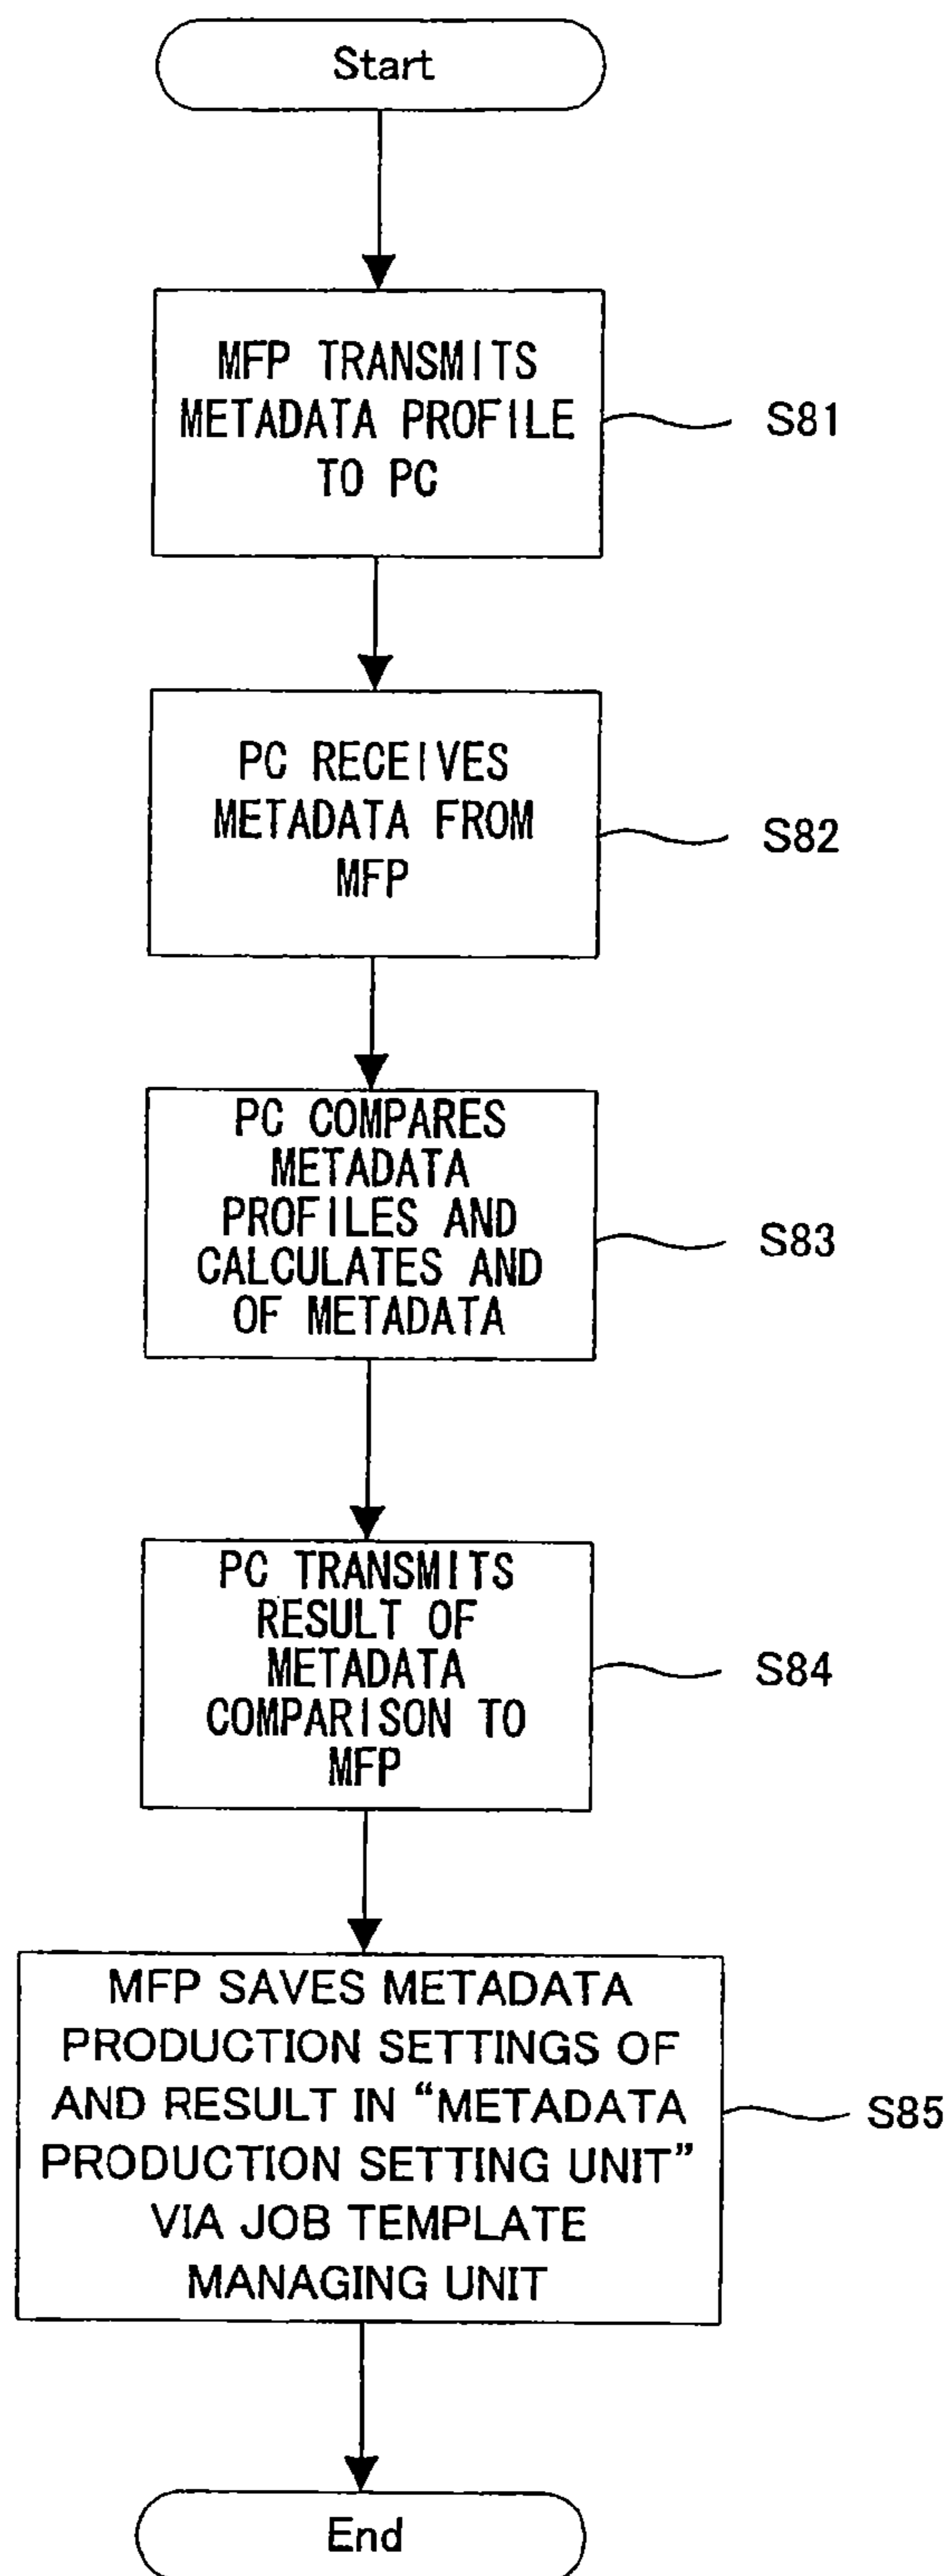 Start
MFP TRANSMITS
METADATA PROFILE
TO PC
S81
PC RECEIVES
METADATA FROM
MFP
S82
PC COMPARES
METADATA
PROFILES AND
CALCULATES AND
OF METADATA
S83
PC TRANSMITS
RESULT OF
METADATA
COMPARISON TO
MFP
S84
MFP SAVES METADATA
PRODUCTION SETTINGS OF
AND RESULT IN “METADATA
PRODUCTION SETTING UNIT”
VIA JOB TEMPLATE
MANAGING UNIT
S85
End